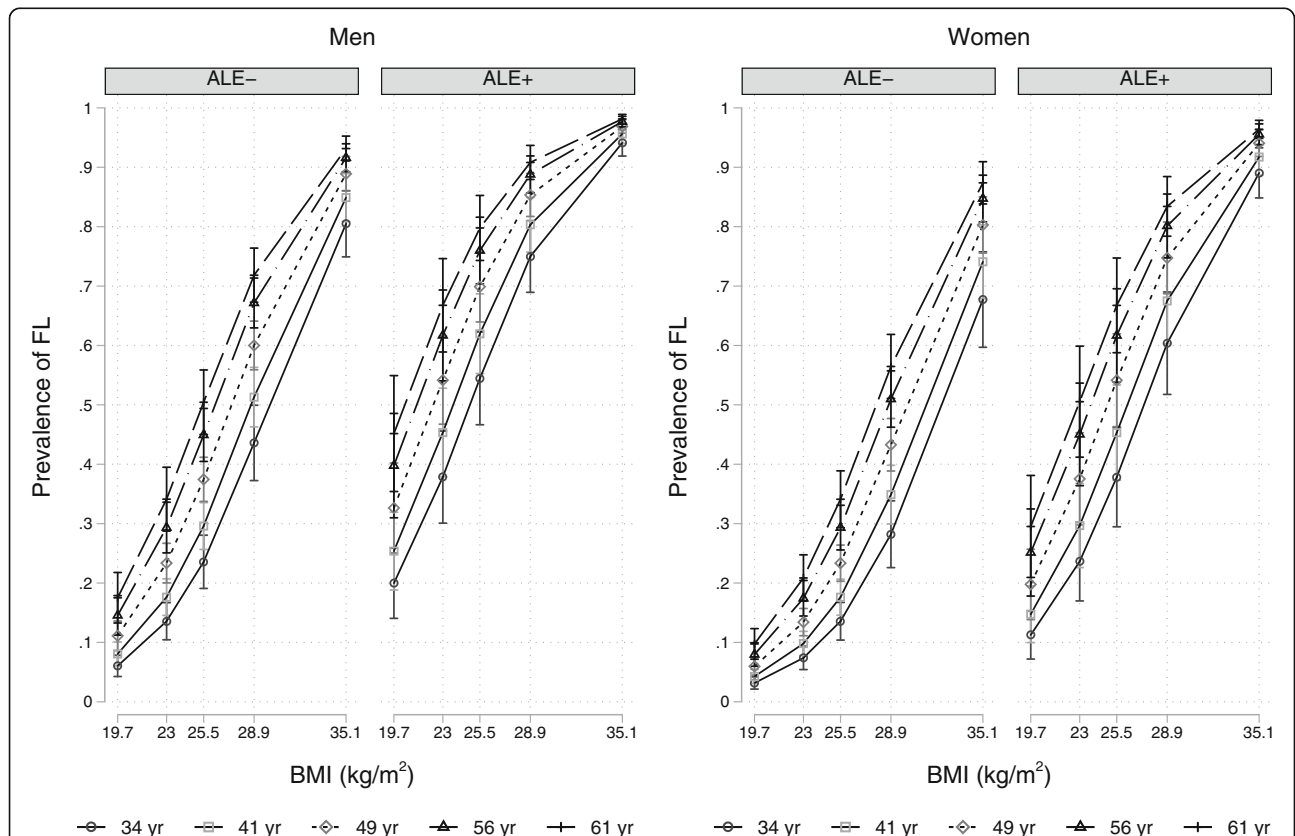 Men Women
ALE− ALE+ ALE− ALE+
Prevalence of FL
1
.9
.8
.7
.6
.5
.4
.3
.2
.1
0
19.7 23 25.5 28.9 35.1 19.7 23 25.5 28.9 35.1
BMI (kg/m²)
34 yr 41 yr 49 yr 56 yr 61 yr
Prevalence of FL
1
.9
.8
.7
.6
.5
.4
.3
.2
.1
0
19.7 23 25.5 28.9 35.1 19.7 23 25.5 28.9 35.1
BMI (kg/m²)
34 yr 41 yr 49 yr 56 yr 61 yr